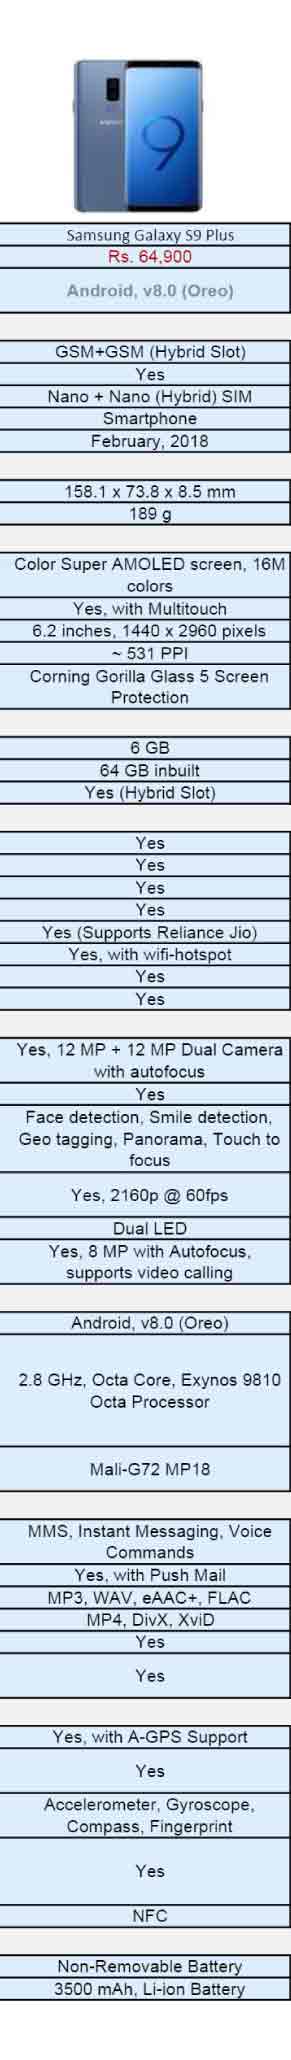 SAMSUNG
9
Samsung Galaxy S9 Plus
Rs. 64,900
Android, v8.0 (Oreo)
GSM+GSM (Hybrid Slot)
Yes
Nano + Nano (Hybrid) SIM
Smartphone
February, 2018
158.1 x 73.8 x 8.5 mm
189 g
Color Super AMOLED screen, 16M
colors
Yes, with Multitouch
6.2 inches, 1440 x 2960 pixels
~ 531 PPI
Corning Gorilla Glass 5 Screen
Protection
6 GB
64 GB inbuilt
Yes (Hybrid Slot)
Yes
Yes
Yes
Yes
Yes (Supports Reliance Jio)
Yes, with wifi-hotspot
Yes
Yes
Yes, 12 MP + 12 MP Dual Camera
with autofocus
Yes
Face detection, Smile detection,
Geo tagging, Panorama, Touch to
focus
Yes, 2160p @ 60fps
Dual LED
Yes, 8 MP with Autofocus,
supports video calling
Android, v8.0 (Oreo)
2.8 GHz, Octa Core, Exynos 9810
Octa Processor
Mali-G72 MP18
MMS, Instant Messaging, Voice
Commands
Yes, with Push Mail
MP3, WAV, eAAC+, FLAC
MP4, DivX, XviD
Yes
Yes
Yes, with A-GPS Support
Yes
Accelerometer, Gyroscope,
Compass, Fingerprint
Yes
NFC
Non-Removable Battery
3500 mAh, Li-ion Battery